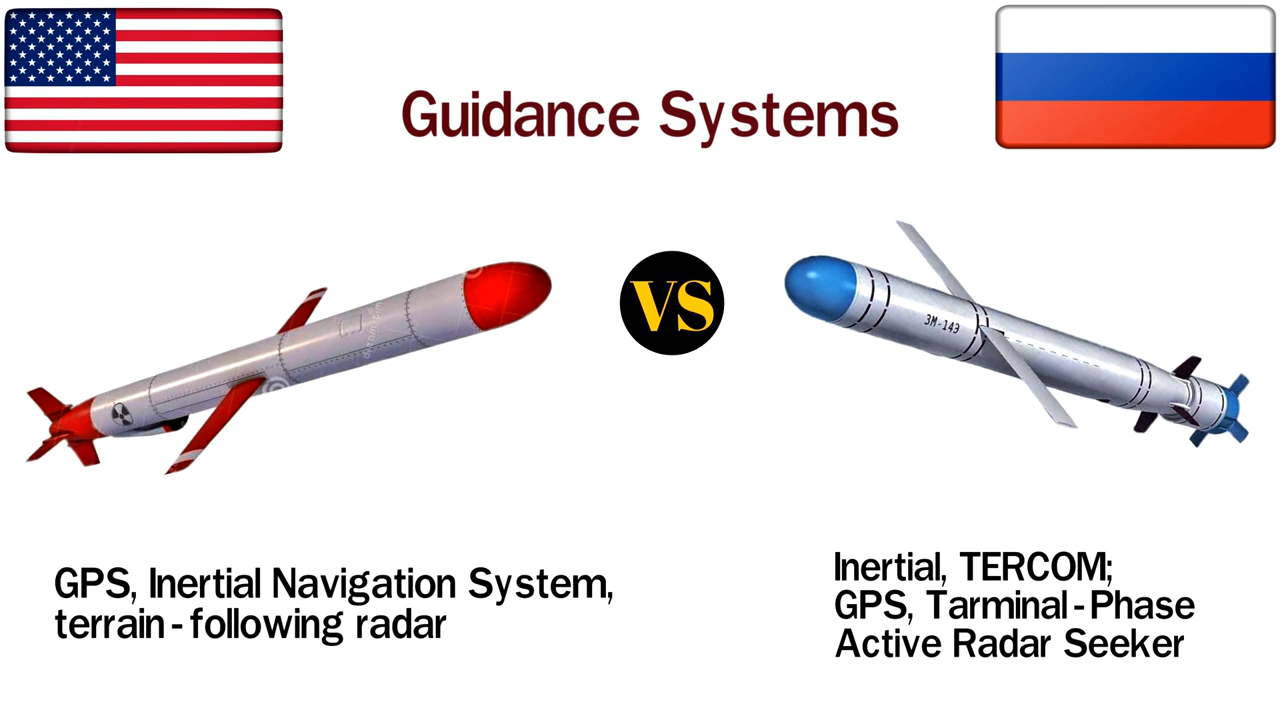 Guidance Systems
VS
3M-143
GPS, Inertial Navigation System,
terrain-following radar
Inertial, TERCOM;
GPS, Tarminal-Phase
Active Radar Seeker